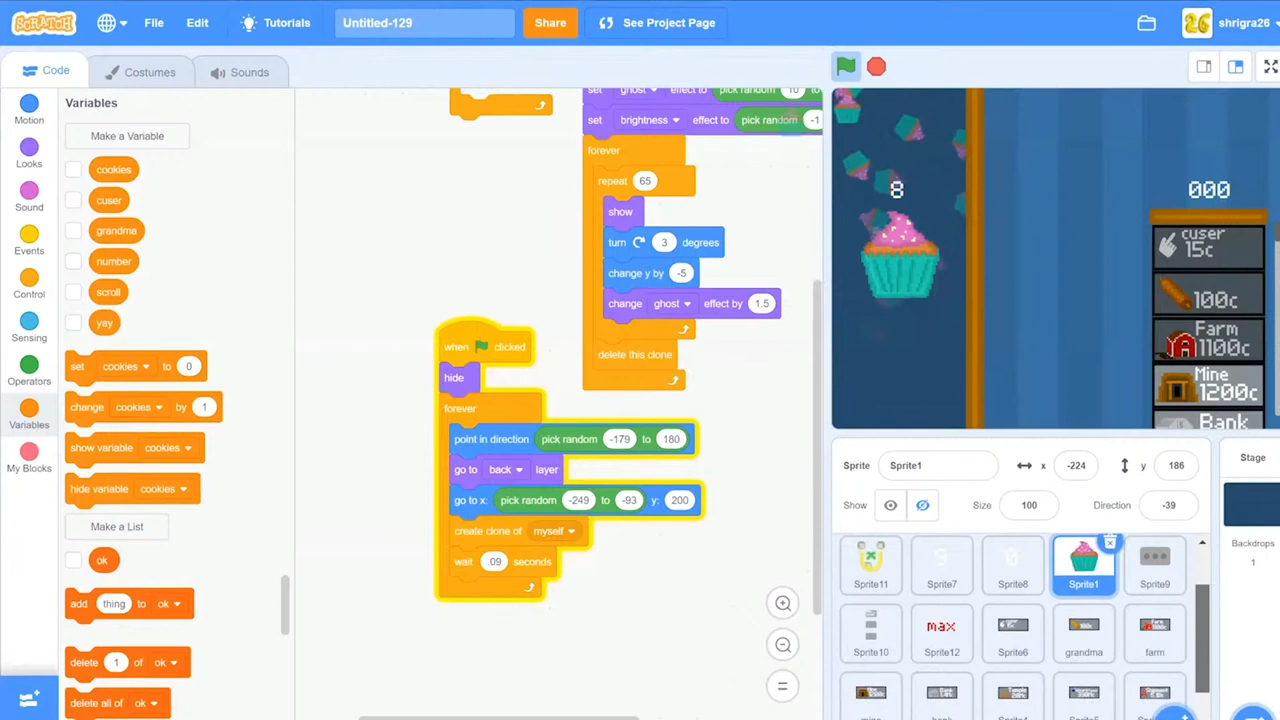 SCRATCH File Edit Tutorials Untitled-129 Share See Project Page 26 shrigra26
Code Costumes Sounds
Motion
Looks
Sound
Events
Control
Sensing
Operators
Variables
My Blocks
Variables
Make a Variable
cookies
cuser
grandma
number
scroll
yay
set cookies to 0
change cookies by 1
show variable cookies
hide variable cookies
Make a List
ok
add thing to ok
delete 1 of ok
delete all of ok
set ghost effect to pick random 10 to
set brightness effect to pick random -1
forever
repeat 65
show
turn 3 degrees
change y by -5
change ghost effect by 1.5
delete this clone
when clicked
hide
forever
point in direction pick random -179 to 180
go to back layer
go to x: pick random -249 to -93 y: 200
create clone of myself
wait .09 seconds
8
000
cuser
15c
100c
Farm
1100c
Mine
1200c
Bank
Sprite Sprite1 x -224 y 186
Show Size 100 Direction -39
Stage
Backdrops
1
Sprite11 Sprite7 Sprite8 Sprite1 Sprite9
Sprite10 Sprite12 Sprite6 grandma farm
9 0 max
mine bank